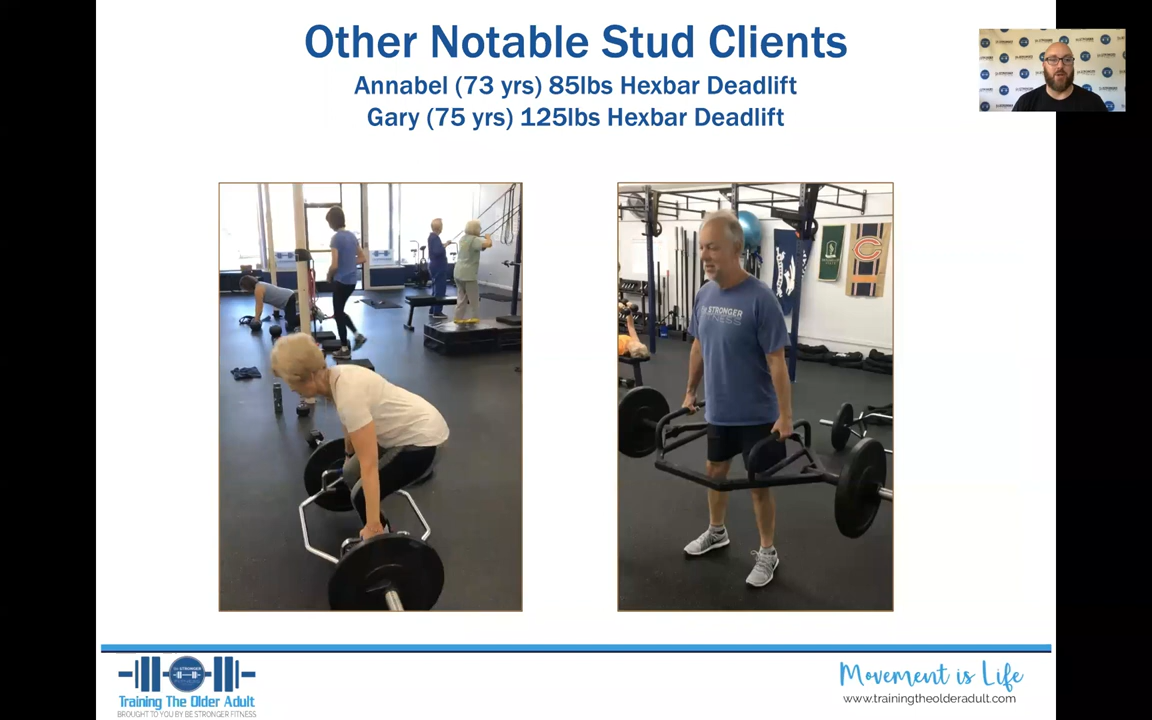 Other Notable Stud Clients
Annabel (73 yrs) 85lbs Hexbar Deadlift
Gary (75 yrs) 125lbs Hexbar Deadlift
STRONGER
C
Training The Older Adult
BROUGHT TO YOU BY BE STRONGER FITNESS
Movement is Life
www.trainingtheolderadult.com